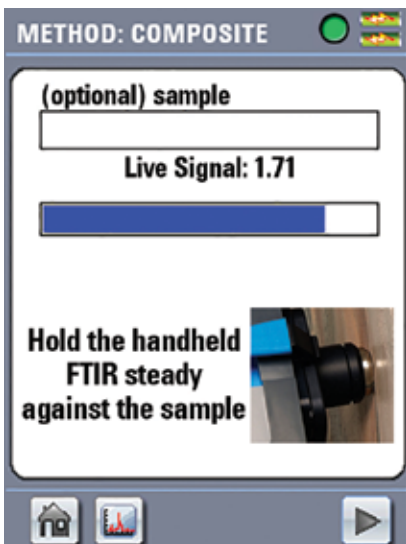 METHOD: COMPOSITE
(optional) sample
Live Signal: 1.71
Hold the handheld
FTIR steady
against the sample